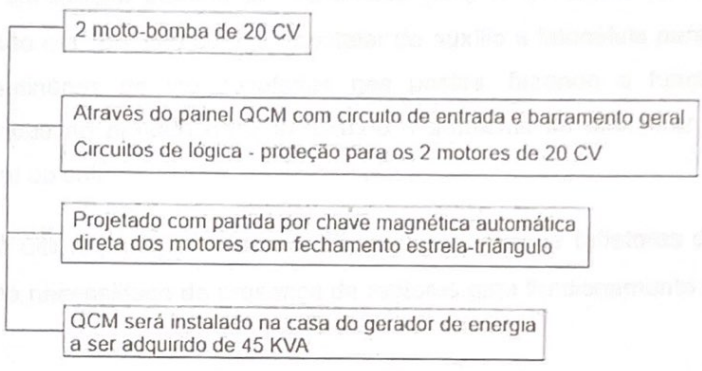 2 moto-bomba de 20 CV
Através do painel QCM com circuito de entrada e barramento geral
Circuitos de lógica - proteção para os 2 motores de 20 CV
Projetado com partida por chave magnética automática
direta dos motores com fechamento estrela-triângulo
QCM será instalado na casa do gerador de energia
a ser adquirido de 45 KVA